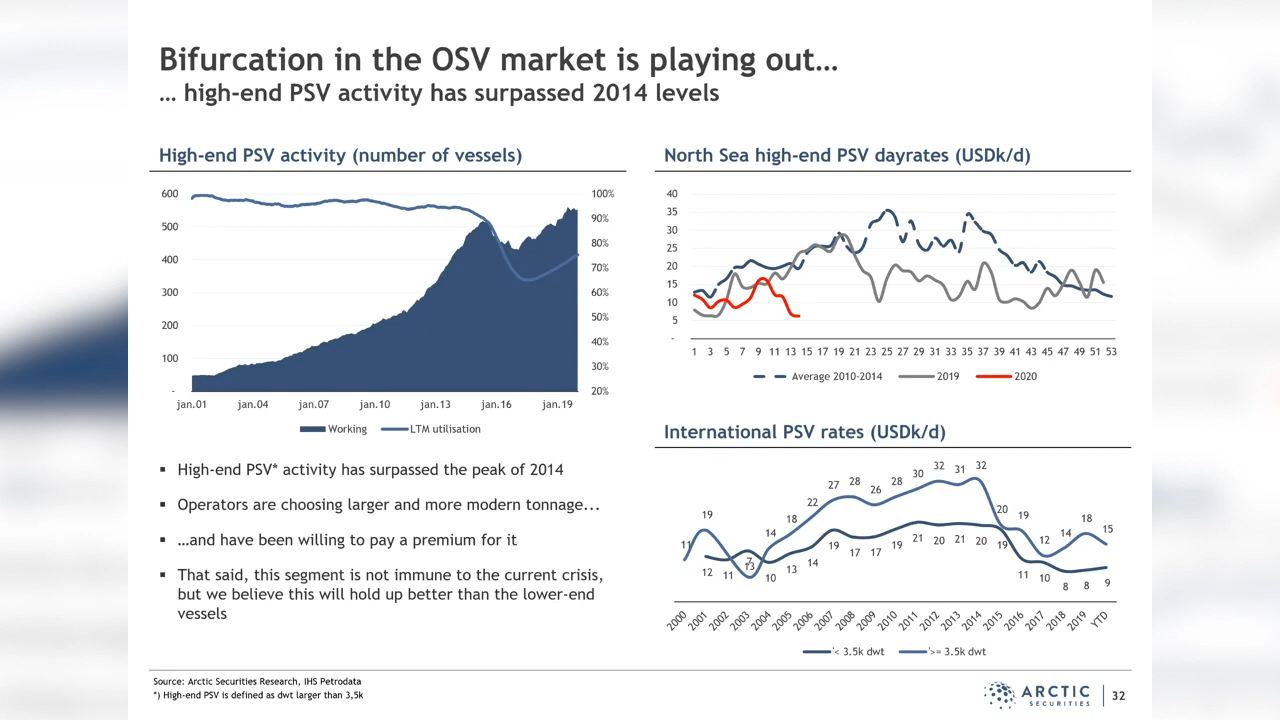 Bifurcation in the OSV market is playing out…
… high-end PSV activity has surpassed 2014 levels
High-end PSV activity (number of vessels)
600
500
400
300
200
100
-
100%
90%
80%
70%
60%
50%
40%
30%
20%
jan.01 jan.04 jan.07 jan.10 jan.13 jan.16 jan.19
Working LTM utilisation
▪ High-end PSV* activity has surpassed the peak of 2014
▪ Operators are choosing larger and more modern tonnage...
▪ …and have been willing to pay a premium for it
▪ That said, this segment is not immune to the current crisis,
but we believe this will hold up better than the lower-end
vessels
North Sea high-end PSV dayrates (USDk/d)
40
35
30
25
20
15
10
5
-
1 3 5 7 9 11 13 15 17 19 21 23 25 27 29 31 33 35 37 39 41 43 45 47 49 51 53
Average 2010-2014 2019 2020
International PSV rates (USDk/d)
11 19 11 7 14 18 22 27 28 26 28 30 32 31 32 20 19 12 14 18 15
12 13 10 13 14 19 17 17 19 21 20 21 20 19 11 10 8 8 9
2000 2001 2002 2003 2004 2005 2006 2007 2008 2009 2010 2011 2012 2013 2014 2015 2016 2017 2018 2019 YTD
'< 3.5k dwt '>= 3.5k dwt
Source: Arctic Securities Research, IHS Petrodata
*) High-end PSV is defined as dwt larger than 3,5k
ARCTIC
SECURITIES
32